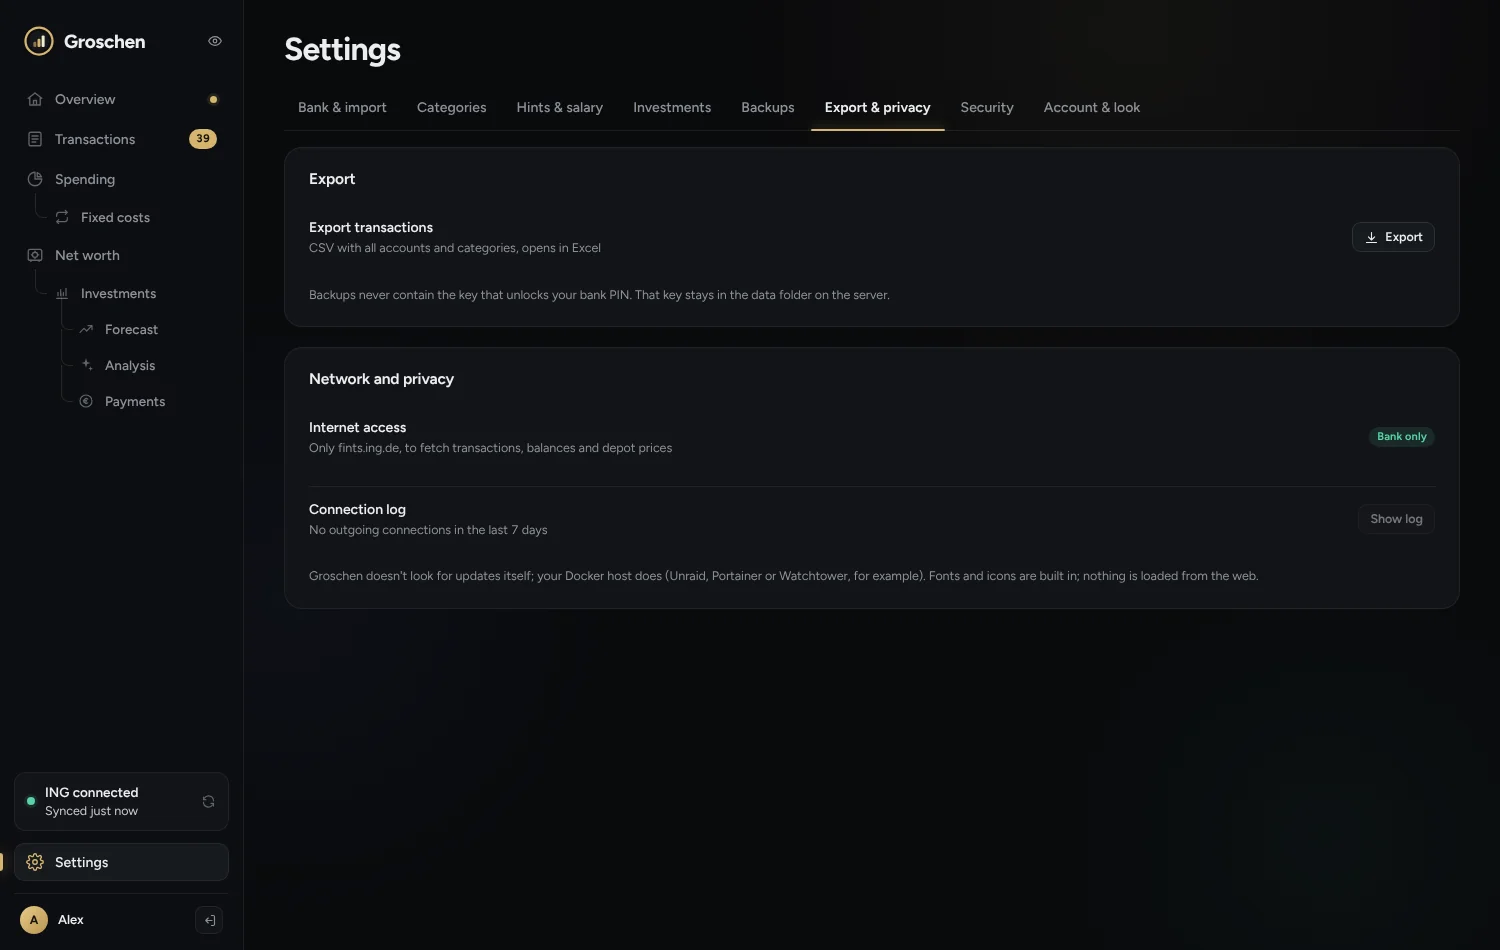 Groschen
Overview
Transactions 39
Spending
Fixed costs
Net worth
Investments
Forecast
Analysis
Payments
ING connected
Synced just now
Settings
A Alex
Settings
Bank & import Categories Hints & salary Investments Backups Export & privacy Security Account & look
Export
Export transactions
CSV with all accounts and categories, opens in Excel
Export
Backups never contain the key that unlocks your bank PIN. That key stays in the data folder on the server.
Network and privacy
Internet access
Only fints.ing.de, to fetch transactions, balances and depot prices
Bank only
Connection log
No outgoing connections in the last 7 days
Show log
Groschen doesn't look for updates itself; your Docker host does (Unraid, Portainer or Watchtower, for example). Fonts and icons are built in; nothing is loaded from the web.